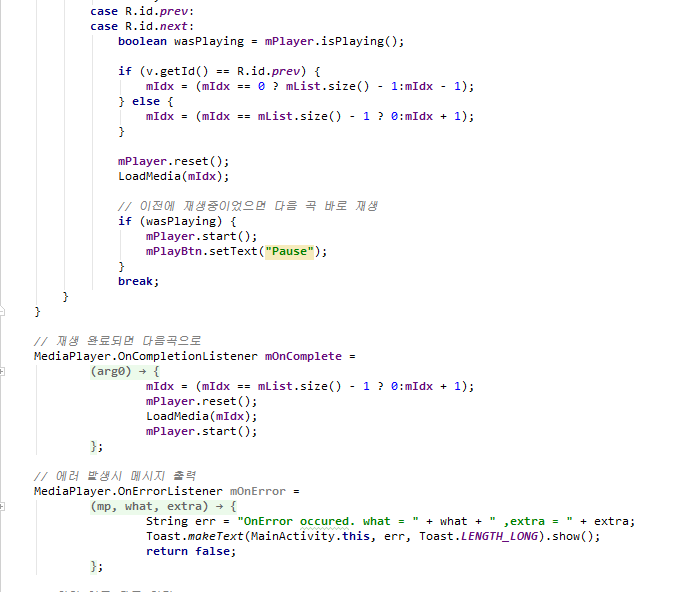 case R.id.prev:
case R.id.next:
boolean wasPlaying = mPlayer.isPlaying();
if (v.getId() == R.id.prev) {
mIdx = (mIdx == 0 ? mList.size() - 1:mIdx - 1);
} else {
mIdx = (mIdx == mList.size() - 1 ? 0:mIdx + 1);
}
mPlayer.reset();
LoadMedia(mIdx);
// 이전에 재생중이었으면 다음 곡 바로 재생
if (wasPlaying) {
mPlayer.start();
mPlayBtn.setText("Pause");
}
break;
}
}
// 재생 완료되면 다음곡으로
MediaPlayer.OnCompletionListener mOnComplete =
(arg0) → {
mIdx = (mIdx == mList.size() - 1 ? 0:mIdx + 1);
mPlayer.reset();
LoadMedia(mIdx);
mPlayer.start();
};
// 에러 발생시 메시지 출력
MediaPlayer.OnErrorListener mOnError =
(mp, what, extra) → {
String err = "OnError occured. what = " + what + " ,extra = " + extra;
Toast.makeText(MainActivity.this, err, Toast.LENGTH_LONG).show();
return false;
};